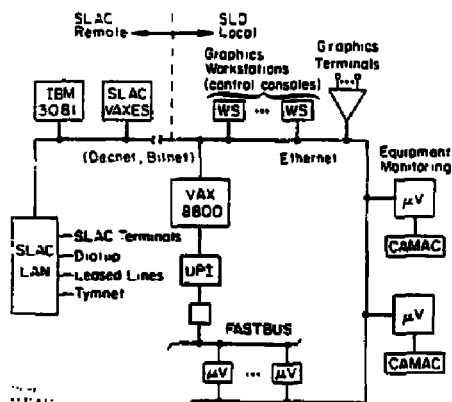 SLAC
Remote
SLD
Local
Graphics
Workstations
(control consoles)
Graphics
Terminals
IBM
3081
SLAC
VAXES
WS
...
WS
(Decnet, Bitnet)
Ethernet
Equipment
Monitoring
VAX
8800
μV
CAMAC
SLAC
LAN
SLAC Terminals
Dialup
Leased Lines
Tymnet
UPI
FASTBUS
μV
...
μV
μV
CAMAC